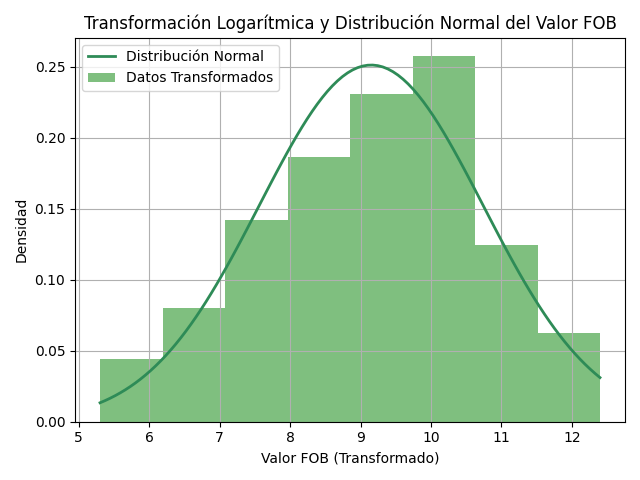 Transformación Logarítmica y Distribución Normal del Valor FOB
Distribución Normal
Datos Transformados
Densidad
0.25
0.20
0.15
0.10
0.05
0.00
5 6 7 8 9 10 11 12
Valor FOB (Transformado)